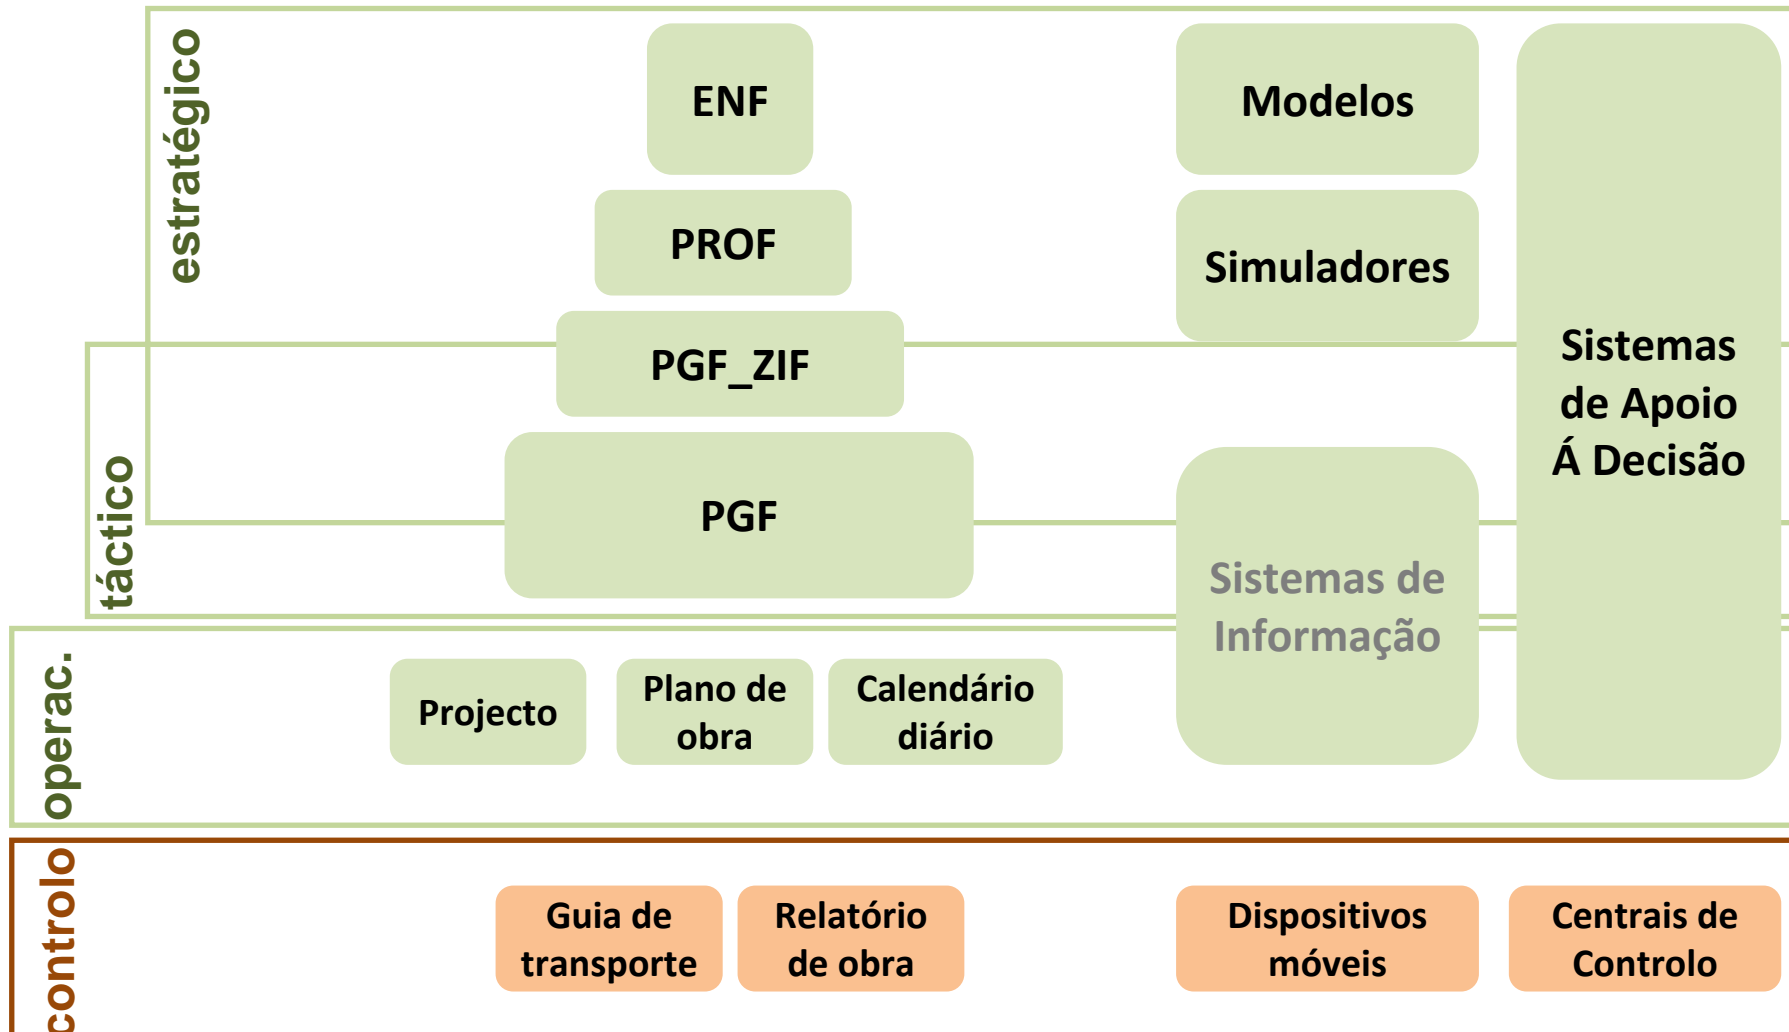 estratégico
ENF
Modelos
PROF
Simuladores
PGF_ZIF
Sistemas
de Apoio
Á Decisão
táctico
PGF
Sistemas de
Informação
operac.
Projecto
Plano de
obra
Calendário
diário
controlo
Guia de
transporte
Relatório
de obra
Dispositivos
móveis
Centrais de
Controlo